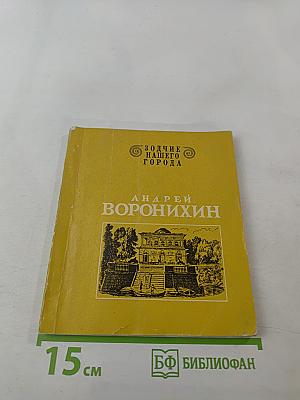 ЗОДЧИЕ
НАШЕГО
ГОРОДА
АНДРЕЙ
ВОРОНИХИН
15 см
БФ БИБЛИОФАН